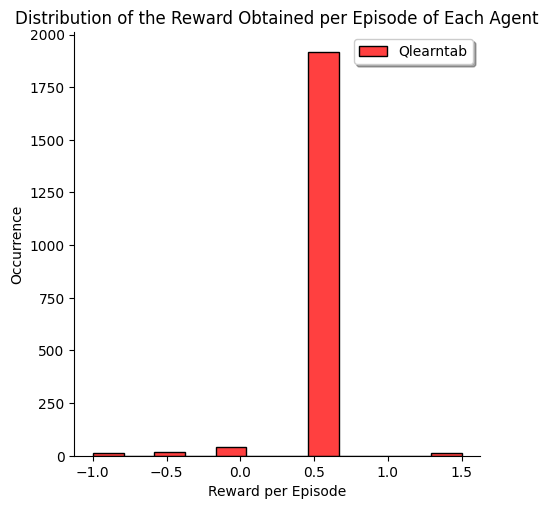 Distribution of the Reward Obtained per Episode of Each Agent
Qlearntab
2000
1750
1500
1250
1000
750
500
250
0
Occurrence
−1.0 −0.5 0.0 0.5 1.0 1.5
Reward per Episode